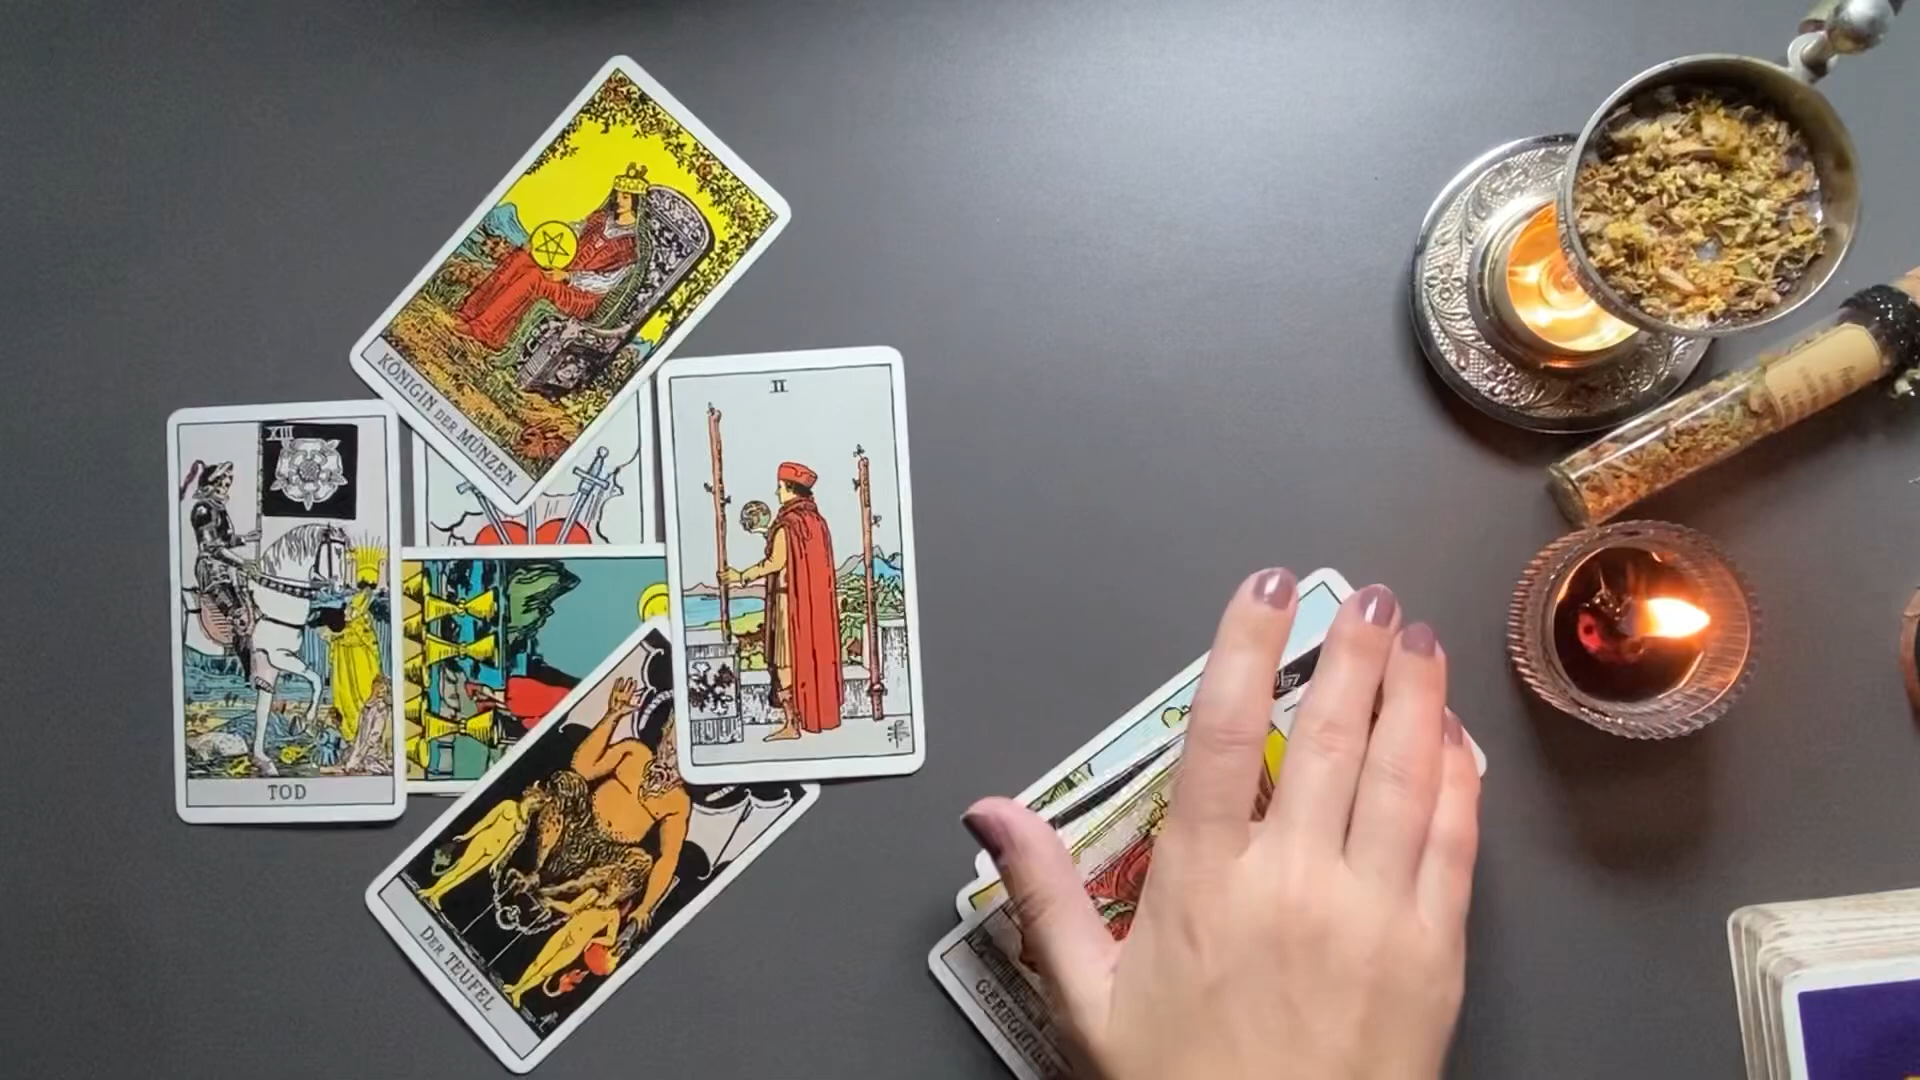 KÖNIGIN DER MÜNZEN
XIII
TOD
II
DER TEUFEL